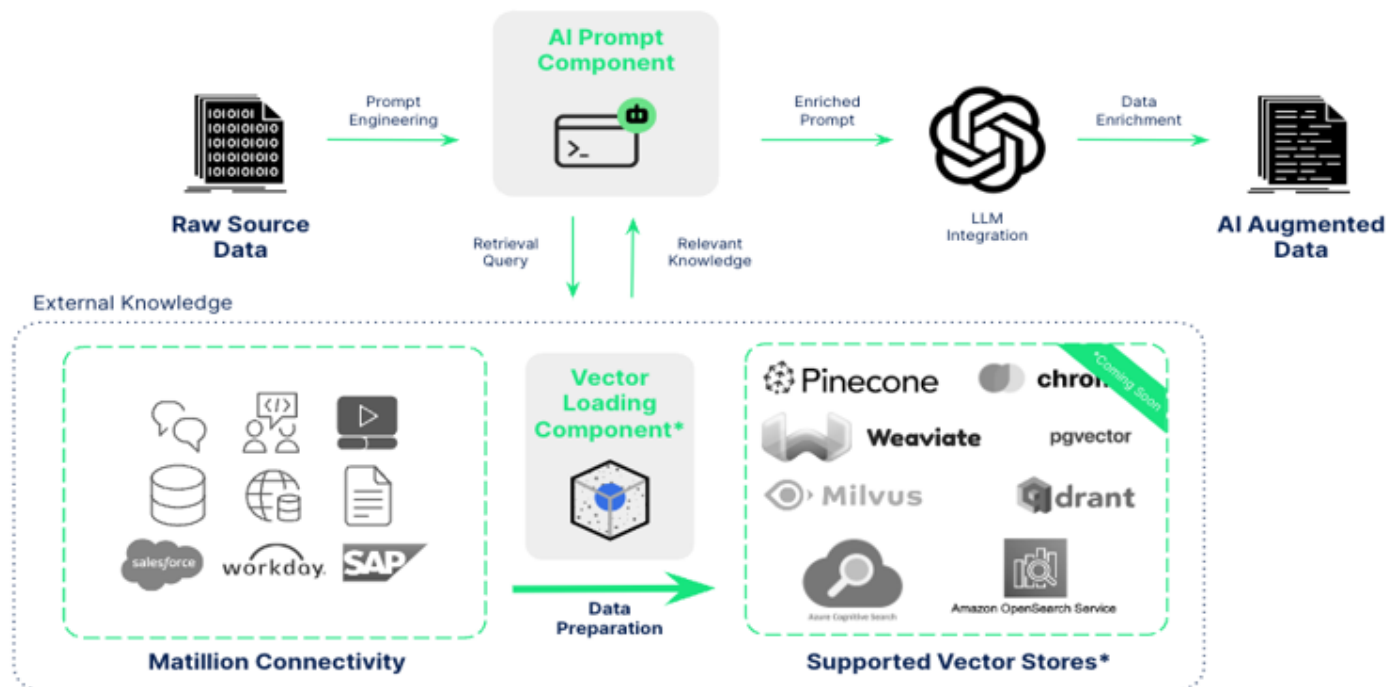 AI Prompt
Component
Prompt
Engineering
Enriched
Prompt
Data
Enrichment
Raw Source
Data
LLM
Integration
AI Augmented
Data
Retrieval
Query
Relevant
Knowledge
External Knowledge
Vector
Loading
Component*
Pinecone
*Coming Soon
Weaviate
pgvector
Milvus
qdrant
salesforce
workday.
SAP
Azure Cognitive Search
Amazon OpenSearch Service
Data
Preparation
Matillion Connectivity
Supported Vector Stores*